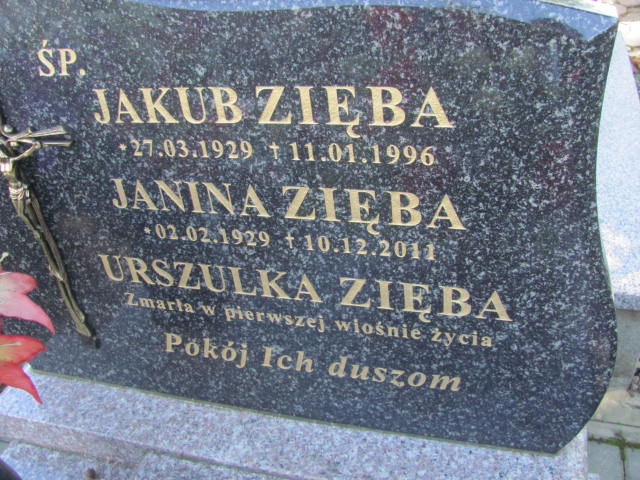 ŚP.
JAKUB ZIĘBA
*27.03.1929 †11.01.1996
JANINA ZIĘBA
*02.02.1929 †10.12.2011
URSZULKA ZIĘBA
Zmarła w pierwszej wiośnie życia
Pokój Ich duszom